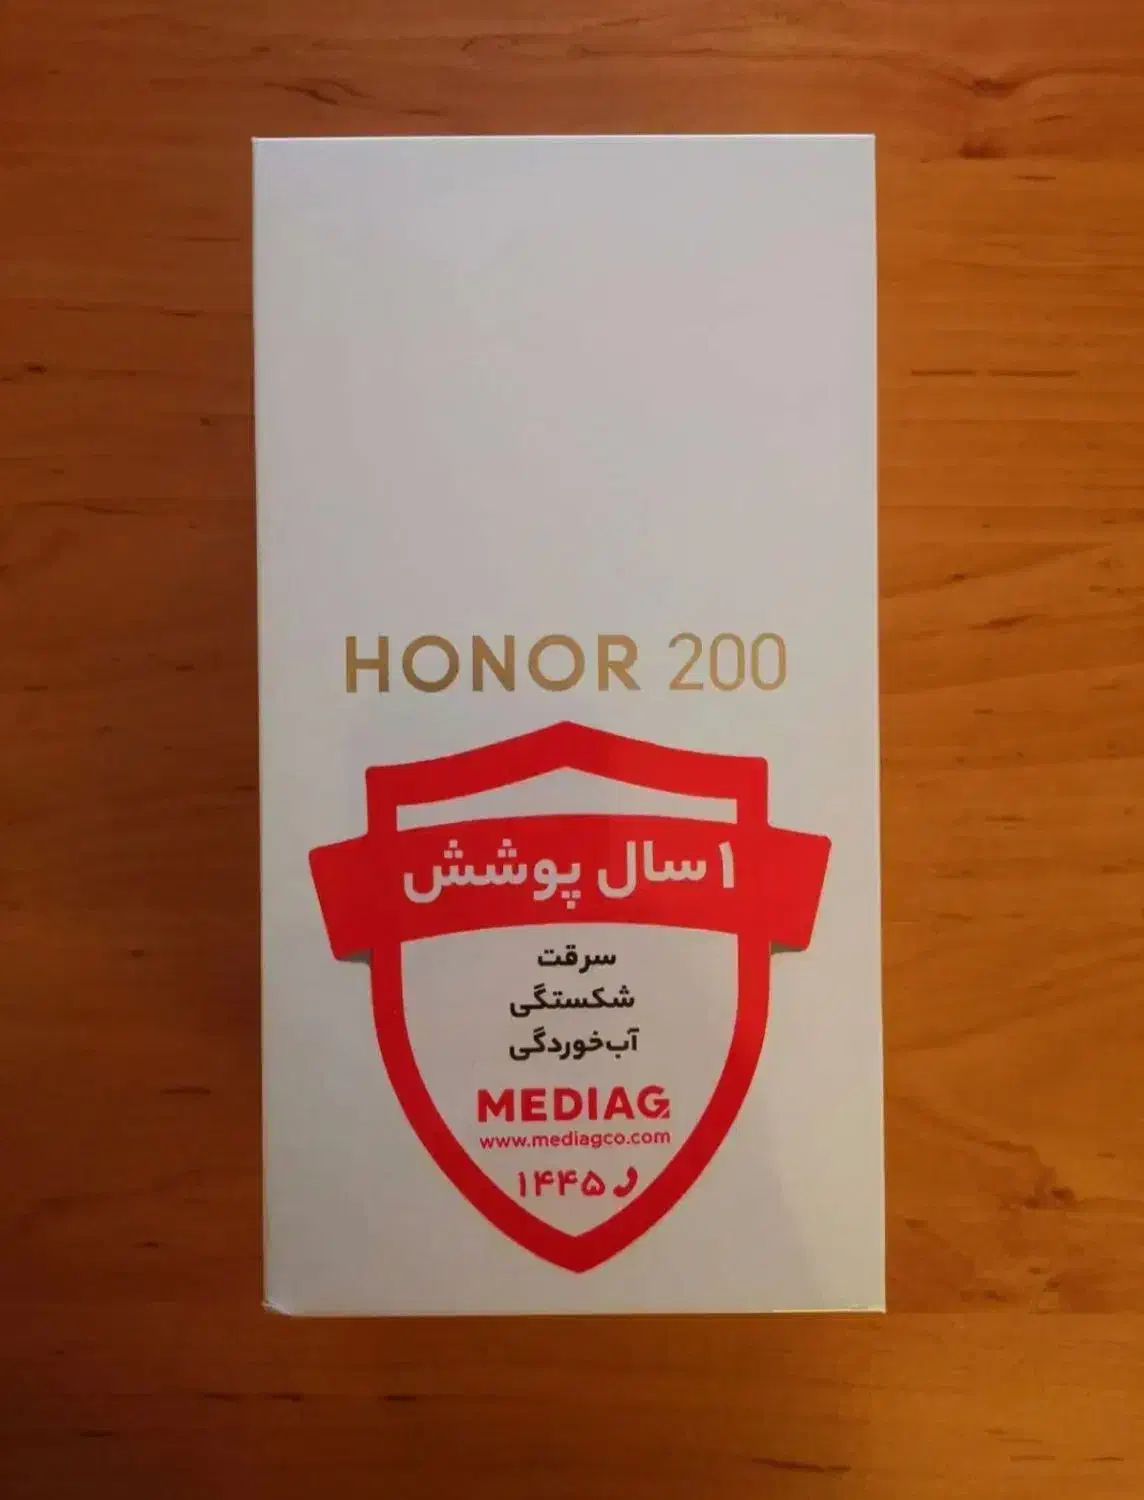 HONOR 200
۱ سال پوشش
سرقت
شکستگی
آب‌خوردگی
MEDIAG
www.mediagco.com
۱۴۴۵